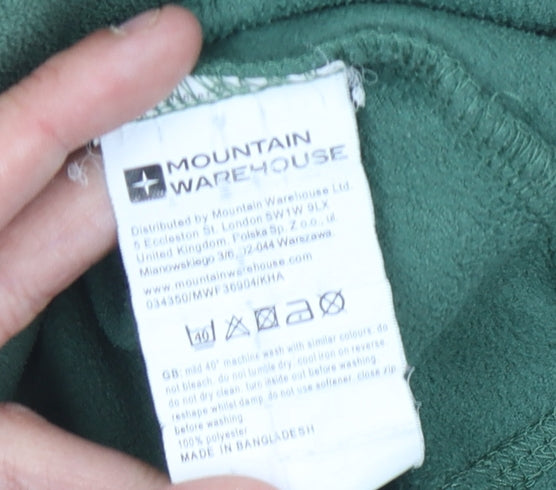 MOUNTAIN
WAREHOUSE
Distributed by Mountain Warehouse Ltd.
5 Eccleston St. London SW1W 9LX
United Kingdom, Polska Sp. Z o.o., ul.
Mianowskiego 3/6, 02-044 Warszawa
www.mountainwarehouse.com
034350/MWF36904/KHA
40
GB: mild 40° machine wash with similar colours, do
not bleach, do not tumble dry, cool iron on reverse,
do not dry clean, turn inside out before washing,
reshape whilst damp, do not use softener, close zip
before washing
100% polyester
MADE IN BANGLADESH